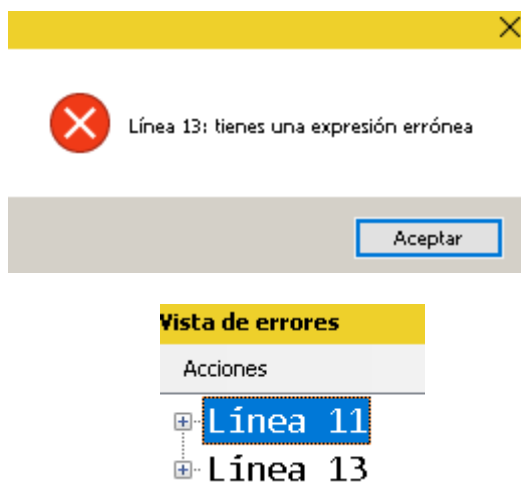 Línea 13: tienes una expresión errónea
Aceptar
Vista de errores
Acciones
Línea 11
Línea 13